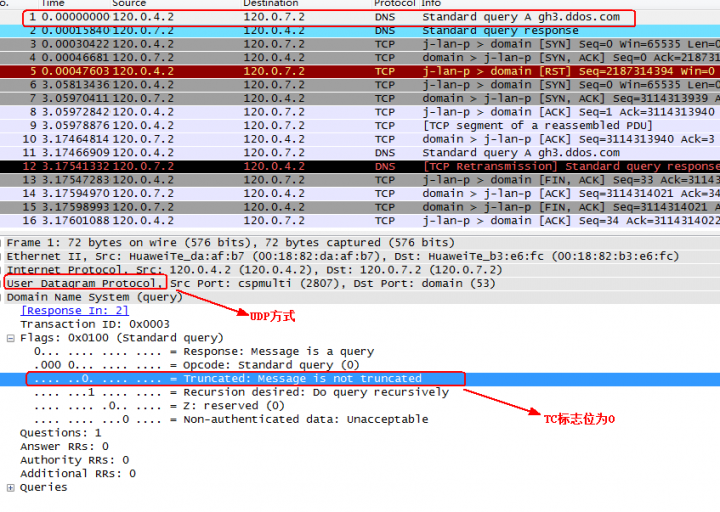 o. Time Source Destination Protocol Info
1 0.00000000 120.0.4.2 120.0.7.2 DNS Standard query A gh3.ddos.com
2 0.00015840 120.0.7.2 120.0.4.2 DNS Standard query response
3 0.00030422 120.0.4.2 120.0.7.2 TCP j-lan-p > domain [SYN] Seq=0 Win=65535 Len=0
4 0.00046681 120.0.7.2 120.0.4.2 TCP domain > j-lan-p [SYN, ACK] Seq=0 Ack=218731
5 0.00047603 120.0.4.2 120.0.7.2 TCP j-lan-p > domain [RST] Seq=2187314394 Win=0
6 3.05813436 120.0.4.2 120.0.7.2 TCP j-lan-p > domain [SYN] Seq=0 Win=65535 Len=0
7 3.05970411 120.0.7.2 120.0.4.2 TCP domain > j-lan-p [SYN, ACK] Seq=3114313939 A
8 3.05972842 120.0.4.2 120.0.7.2 TCP j-lan-p > domain [ACK] Seq=1 Ack=3114313940
9 3.05978876 120.0.4.2 120.0.7.2 TCP [TCP segment of a reassembled PDU]
10 3.17464814 120.0.7.2 120.0.4.2 TCP domain > j-lan-p [ACK] Seq=3114313940 Ack=3
11 3.17466909 120.0.4.2 120.0.7.2 DNS Standard query A gh3.ddos.com
12 3.17541332 120.0.7.2 120.0.4.2 DNS [TCP Retransmission] Standard query response
13 3.17547283 120.0.4.2 120.0.7.2 TCP j-lan-p > domain [FIN, ACK] Seq=33 Ack=31143
14 3.17594970 120.0.7.2 120.0.4.2 TCP domain > j-lan-p [ACK] Seq=3114314021 Ack=34
15 3.17598993 120.0.7.2 120.0.4.2 TCP domain > j-lan-p [FIN, ACK] Seq=3114314021 A
16 3.17601088 120.0.4.2 120.0.7.2 TCP j-lan-p > domain [ACK] Seq=34 Ack=3114314022
Frame 1: 72 bytes on wire (576 bits), 72 bytes captured (576 bits)
Ethernet II, Src: HuaweiTe_da:af:b7 (00:18:82:da:af:b7), Dst: HuaweiTe_b3:e6:fc (00:18:82:b3:e6:fc)
Internet Protocol, Src: 120.0.4.2 (120.0.4.2), Dst: 120.0.7.2 (120.0.7.2)
User Datagram Protocol, Src Port: cspmulti (2807), Dst Port: domain (53)
Domain Name System (query)
[Response In: 2]
UDP方式
Transaction ID: 0x0003
Flags: 0x0100 (Standard query)
0... .... .... .... = Response: Message is a query
.000 0... .... .... = Opcode: Standard query (0)
.... ..0. .... .... = Truncated: Message is not truncated
.... ...1 .... .... = Recursion desired: Do query recursively
.... .... .0.. .... = Z: reserved (0)
.... .... ...0 .... = Non-authenticated data: Unacceptable
TC标志位为0
Questions: 1
Answer RRs: 0
Authority RRs: 0
Additional RRs: 0
Queries